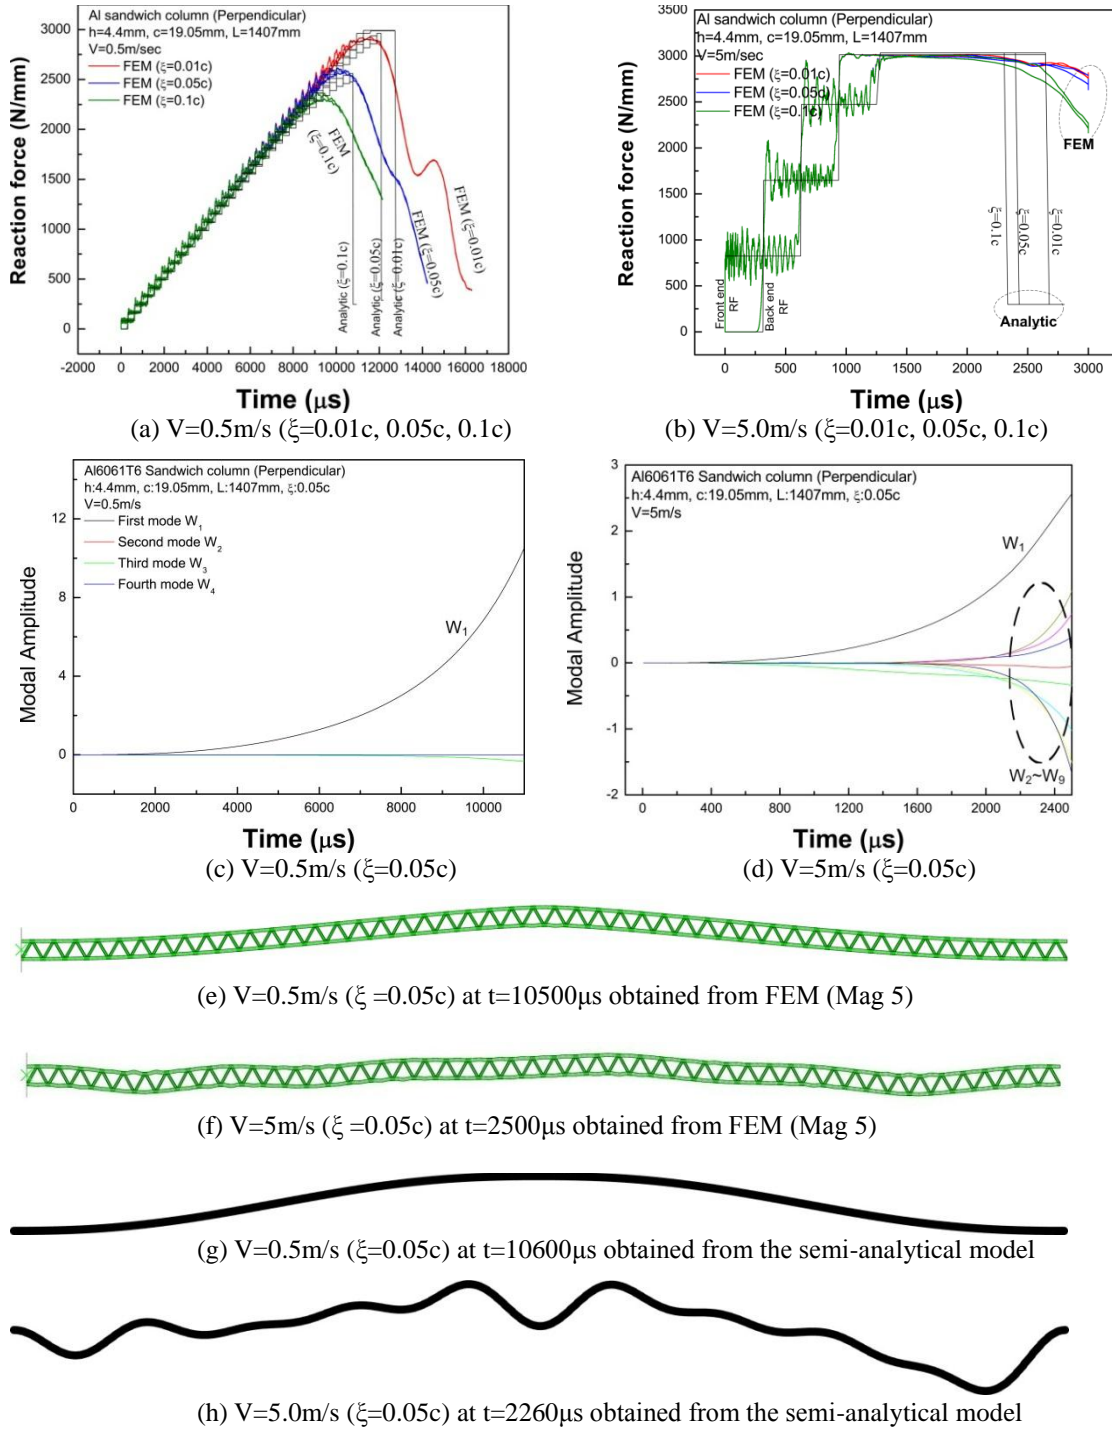 Al sandwich column (Perpendicular)
h=4.4mm, c=19.05mm, L=1407mm
V=0.5m/sec
FEM (ξ=0.01c)
FEM (ξ=0.05c)
FEM (ξ=0.1c)
Reaction force (N/mm)
3000
2500
2000
1500
1000
500
0
FEM
(ξ=0.1c)
FEM (ξ=0.05c)
FEM (ξ=0.01c)
Analytic (ξ=0.1c)
Analytic (ξ=0.05c)
Analytic (ξ=0.01c)
-2000 0 2000 4000 6000 8000 10000 12000 14000 16000 18000
Time (μs)
(a) V=0.5m/s (ξ=0.01c, 0.05c, 0.1c)
Al sandwich column (Perpendicular)
h=4.4mm, c=19.05mm, L=1407mm
V=5m/sec
FEM (ξ=0.01c)
FEM (ξ=0.05c)
FEM (ξ=0.1c)
Reaction force (N/mm)
3500
3000
2500
2000
1500
1000
500
0
Front end
RF
Back end
RF
ξ=0.1c
ξ=0.05c
ξ=0.01c
FEM
Analytic
0 500 1000 1500 2000 2500 3000
Time (μs)
(b) V=5.0m/s (ξ=0.01c, 0.05c, 0.1c)
Al6061T6 Sandwich column (Perpendicular)
h:4.4mm, c:19.05mm, L:1407mm, ξ:0.05c
V=0.5m/s
First mode W1
Second mode W2
Third mode W3
Fourth mode W4
Modal Amplitude
12
8
4
0
W1
0 2000 4000 6000 8000 10000
Time (μs)
(c) V=0.5m/s (ξ=0.05c)
Al6061T6 Sandwich column (Perpendicular)
h:4.4mm, c:19.05mm, L:1407mm, ξ:0.05c
V=5m/s
Modal Amplitude
3
2
1
0
-1
-2
W1
W2~W9
0 400 800 1200 1600 2000 2400
Time (μs)
(d) V=5m/s (ξ=0.05c)
(e) V=0.5m/s (ξ =0.05c) at t=10500μs obtained from FEM (Mag 5)
(f) V=5m/s (ξ =0.05c) at t=2500μs obtained from FEM (Mag 5)
(g) V=0.5m/s (ξ=0.05c) at t=10600μs obtained from the semi-analytical model
(h) V=5.0m/s (ξ=0.05c) at t=2260μs obtained from the semi-analytical model